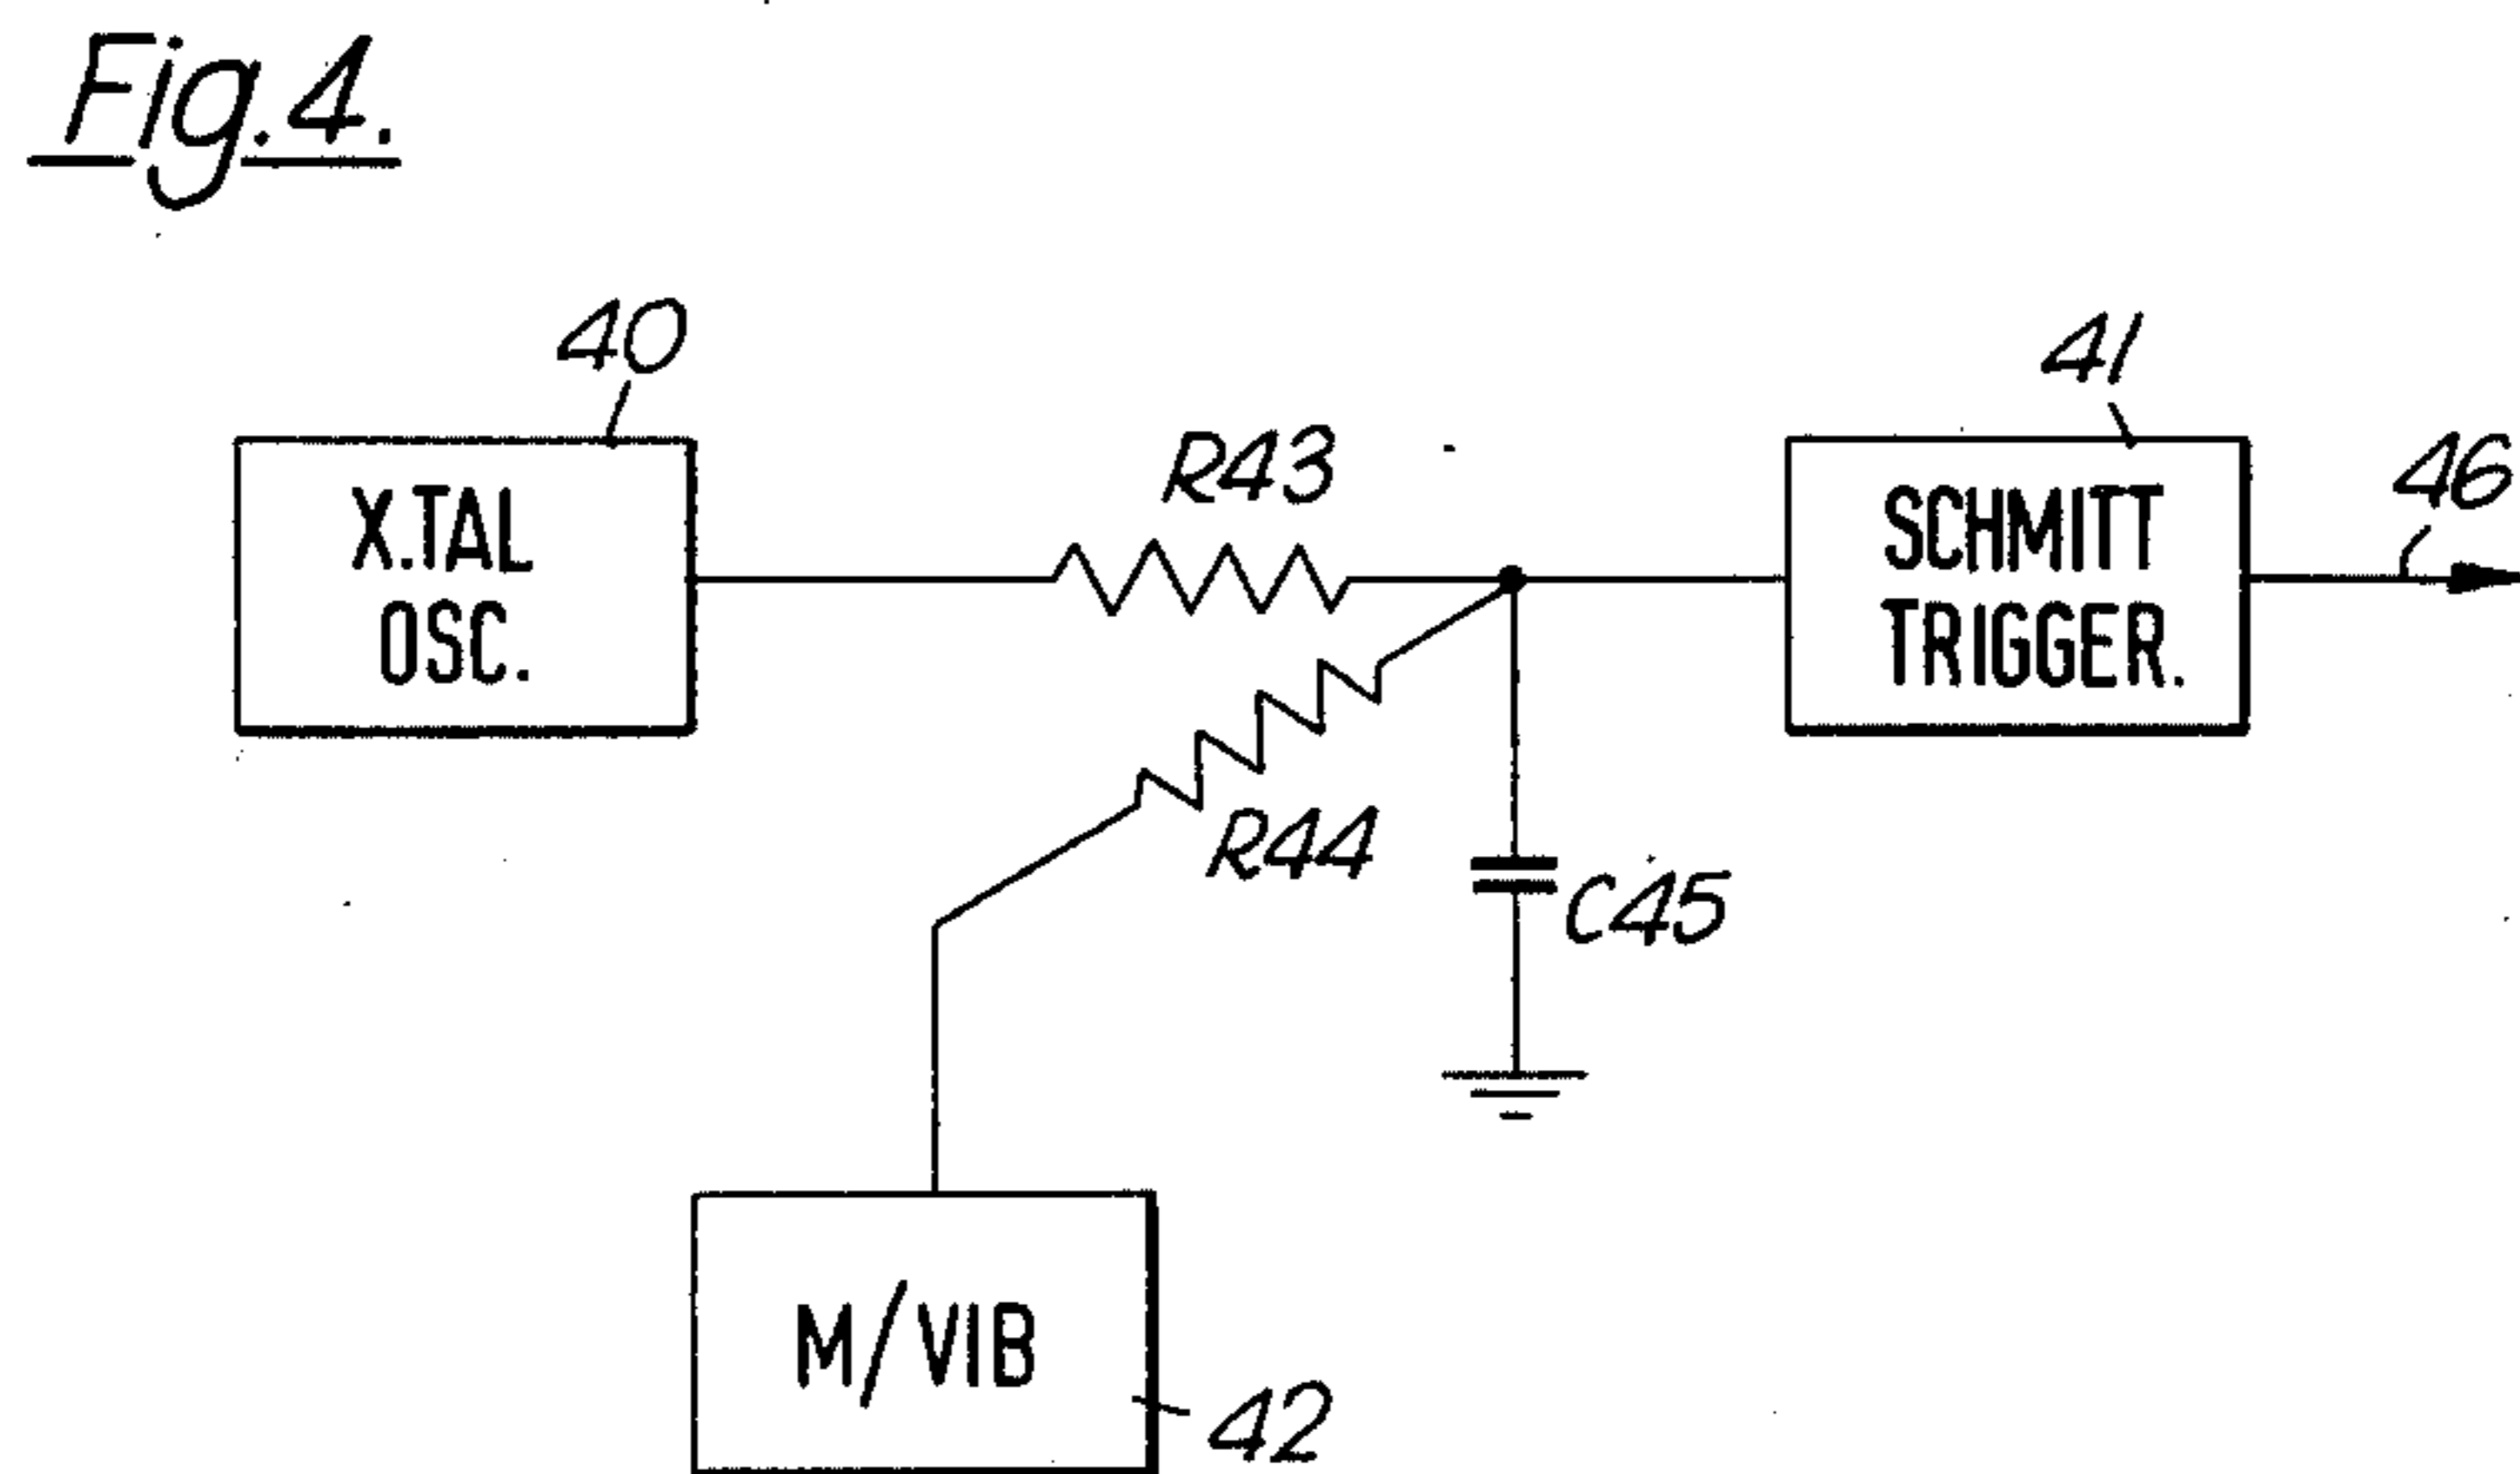 Fig.4.
40
41
R43
46
X.TAL
OSC.
SCHMITT
TRIGGER.
R44
C45
M/VIB
42